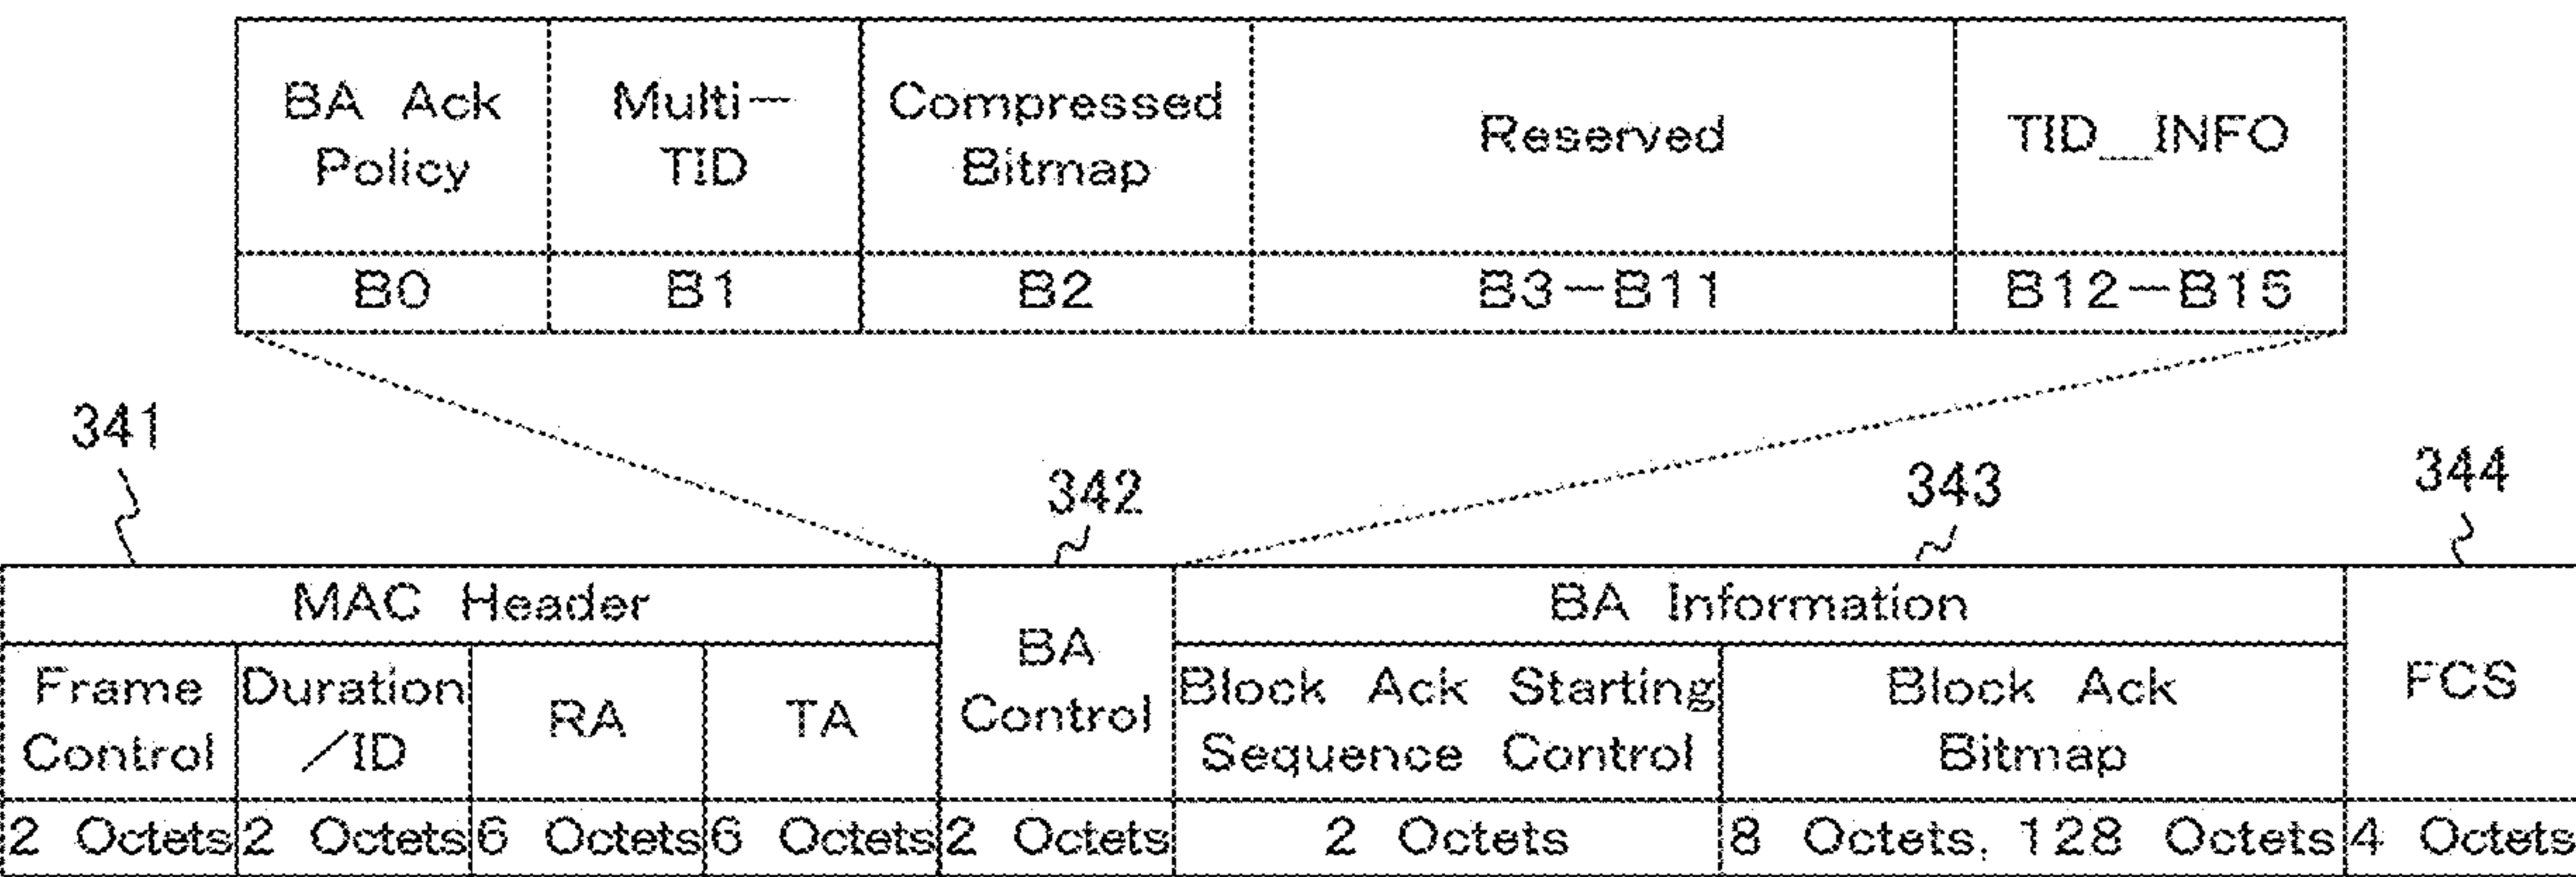 BA Ack Policy
Multi-TID
Compressed Bitmap
Reserved
TID_INFO
B0
B1
B2
B3-B11
B12-B15
341
342
343
344
MAC Header
BA Control
BA Information
FCS
Frame Control
Duration/ID
RA
TA
Block Ack Starting Sequence Control
Block Ack Bitmap
2 Octets
2 Octets
6 Octets
6 Octets
2 Octets
2 Octets
8 Octets, 128 Octets
4 Octets